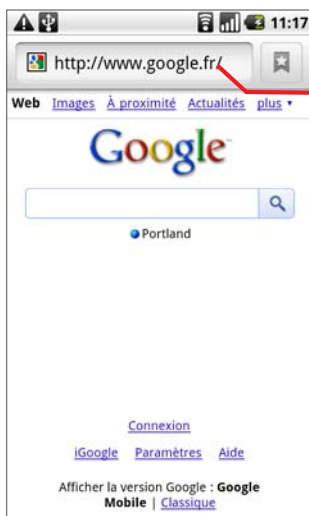 11:17
http://www.google.fr/
Web Images À proximité Actualités plus
Google
Portland
Connexion
iGoogle Paramètres Aide
Afficher la version Google : Google
Mobile | Classique